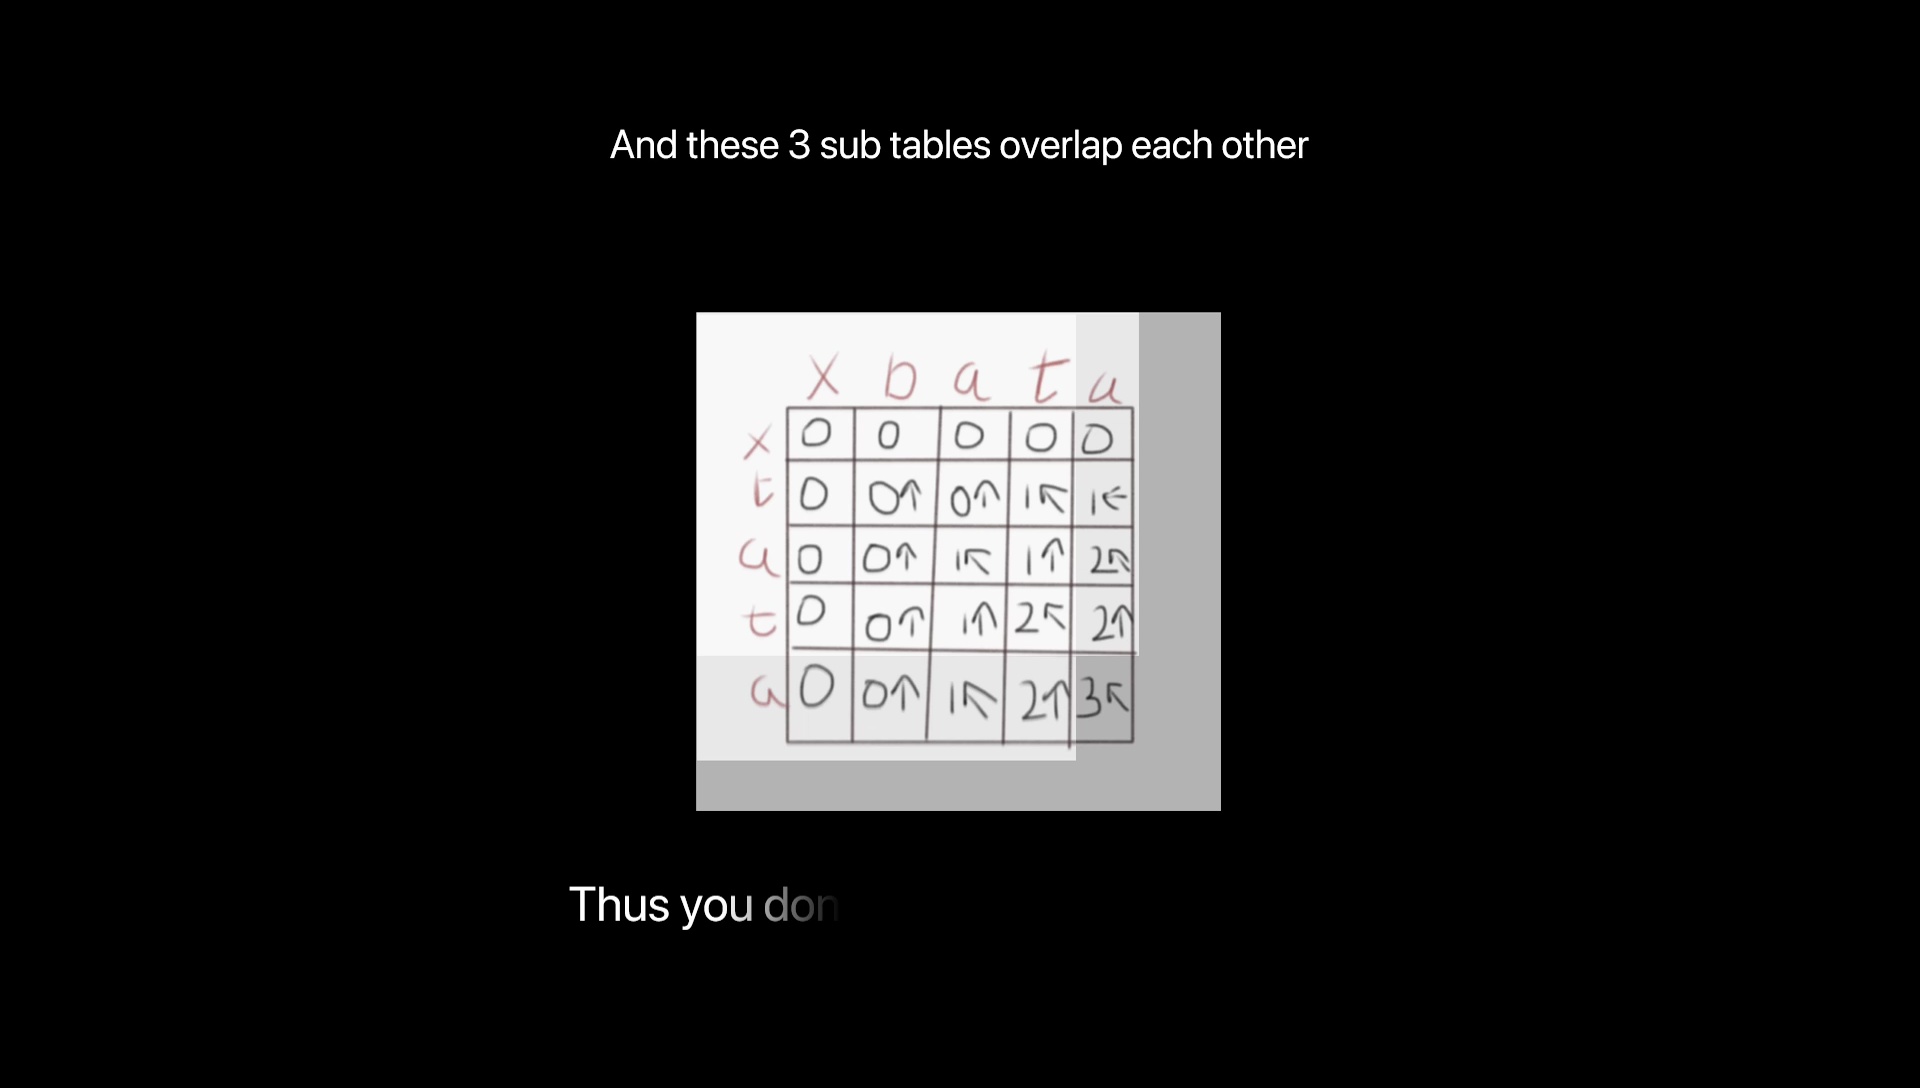 And these 3 sub tables overlap each other
x b a t a
x 0 0 0 0 0
t 0 0↑ 0↑ 1↖ 1←
a 0 0↑ 1↖ 1↑ 2↖
t 0 0↑ 1↑ 2↖ 2↑
a 0 0↑ 1↖ 2↑ 3↖
Thus you don